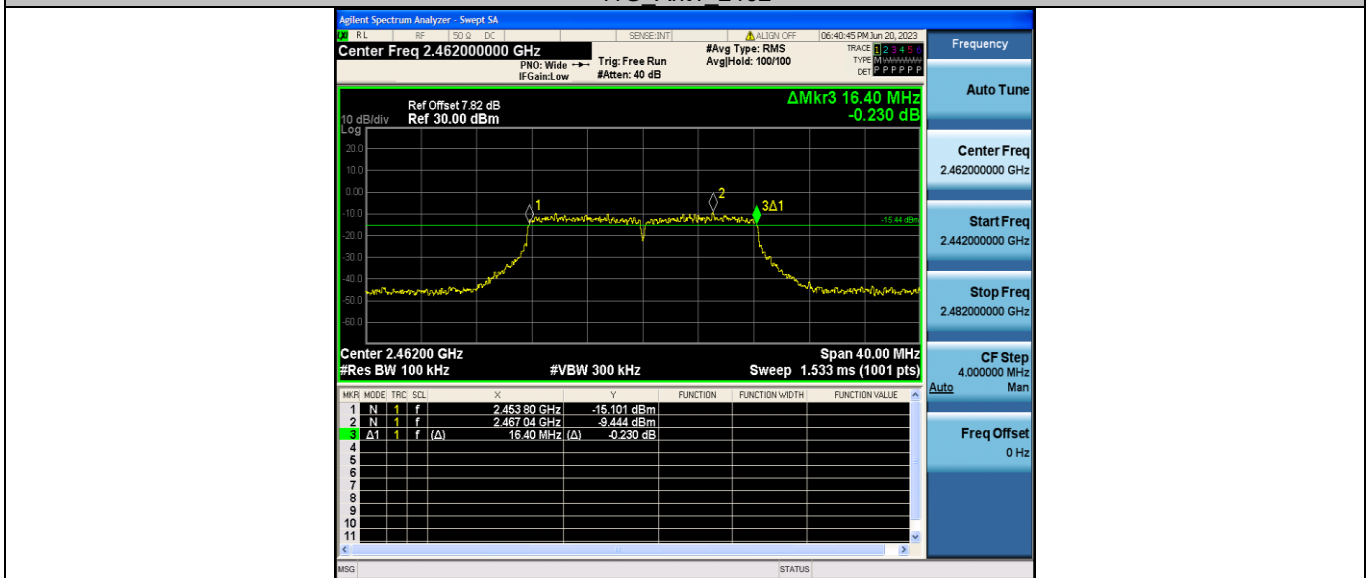 Agilent Spectrum Analyzer - Swept SA
RL RF 50 Ω DC SENSE:INT ALIGN OFF 06:40:45 PM Jun 20, 2023
Center Freq 2.462000000 GHz
PNO: Wide
IFGain:Low
Trig: Free Run
#Atten: 40 dB
#Avg Type: RMS
Avg|Hold: 100/100
TRACE 1 2 3 4 5 6
TYPE M
DET P P P P P P
Ref Offset 7.82 dB
10 dB/div Ref 30.00 dBm
Log
ΔMkr3 16.40 MHz
-0.230 dB
20.0
10.0
0.00
-10.0
-20.0
-30.0
-40.0
-50.0
-60.0
1
2
3Δ1
-15.44 dBm
Center 2.46200 GHz Span 40.00 MHz
#Res BW 100 kHz #VBW 300 kHz Sweep 1.533 ms (1001 pts)
MKR MODE TRC SCL X Y FUNCTION FUNCTION WIDTH FUNCTION VALUE
1 N 1 f 2.453 80 GHz -15.101 dBm
2 N 1 f 2.467 04 GHz -9.444 dBm
3 Δ1 1 f (Δ) 16.40 MHz (Δ) -0.230 dB
4
5
6
7
8
9
10
11
MSG STATUS
Frequency
Auto Tune
Center Freq
2.462000000 GHz
Start Freq
2.442000000 GHz
Stop Freq
2.482000000 GHz
CF Step
4.000000 MHz
Auto Man
Freq Offset
0 Hz